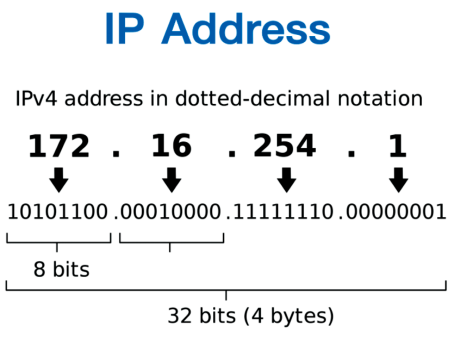 IP Address
IPv4 address in dotted-decimal notation
172 . 16 . 254 . 1
10101100 .00010000 .11111110 .00000001
8 bits
32 bits (4 bytes)